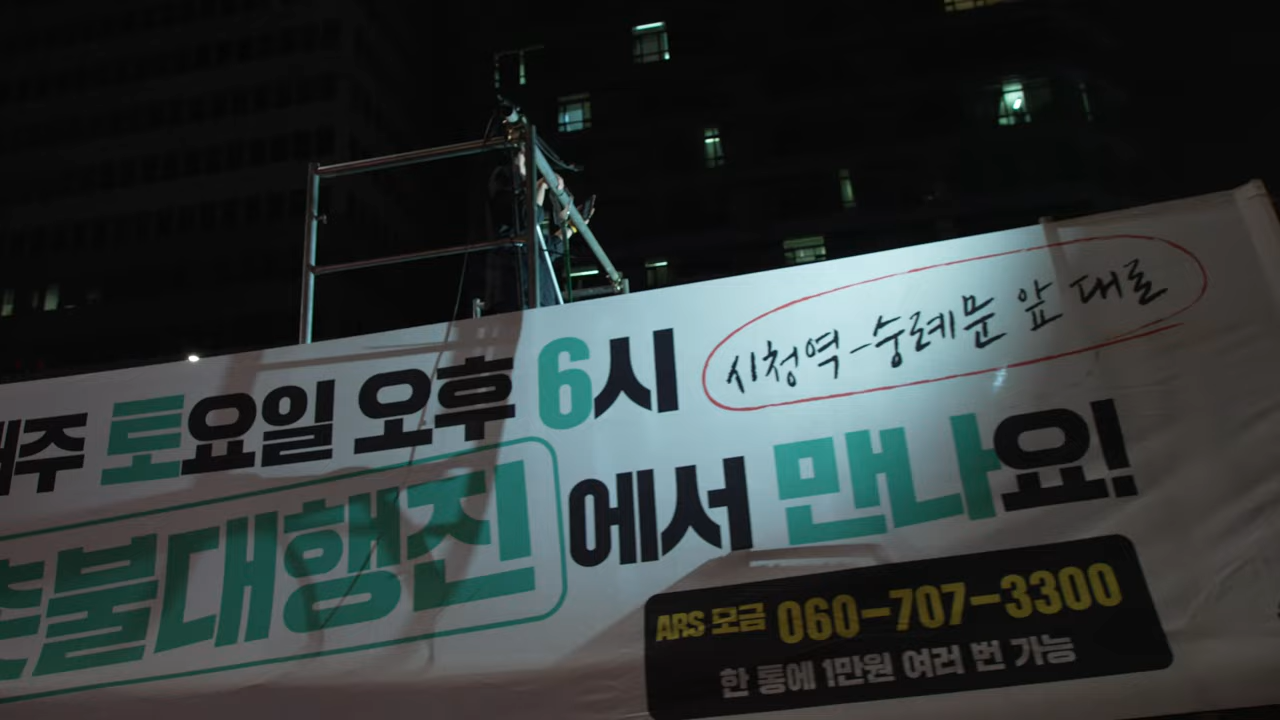 매주 토요일 오후 6시
시청역-숭례문 앞 대로
촛불대행진에서 만나요!
ARS 모금 060-707-3300
한 통에 1만원 여러 번 가능